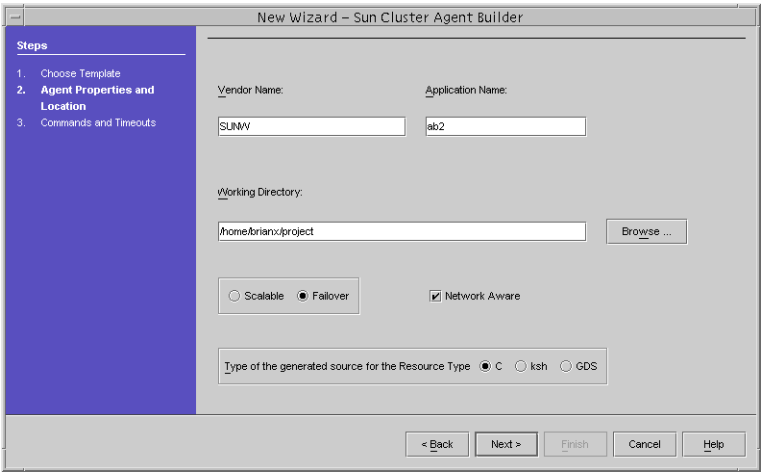 New Wizard – Sun Cluster Agent Builder
Steps
1. Choose Template
2. Agent Properties and
Location
3. Commands and Timeouts
Vendor Name: Application Name:
SUNW ab2
Working Directory:
/home/brianx/project Browse ...
Scalable Failover Network Aware
Type of the generated source for the Resource Type C ksh GDS
< Back Next > Finish Cancel Help